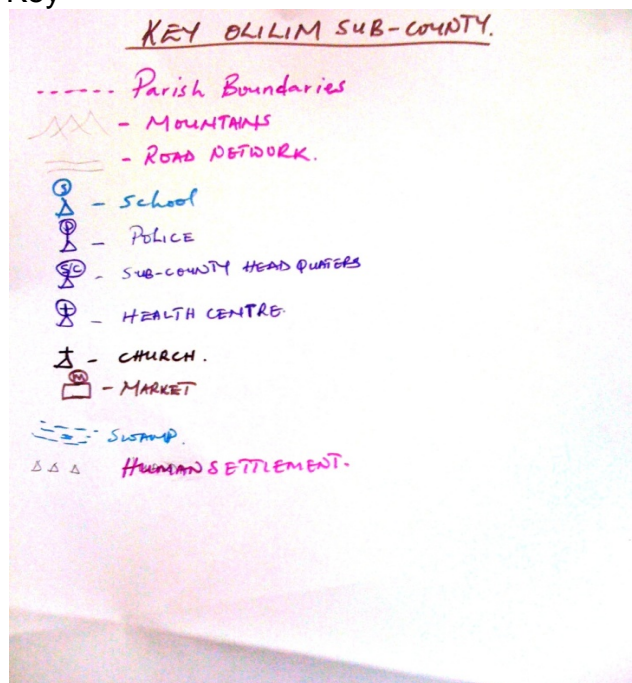 Key
KEY OLILIM SUB-COUNTY.
Parish Boundaries
- MOUNTAINS
- ROAD NETWORK.
S - School
P - POLICE
S/C - SUB-COUNTY HEAD QUATERS
- HEALTH CENTRE.
- CHURCH.
M - MARKET
SWAMP.
HUMAN SETTLEMENT.